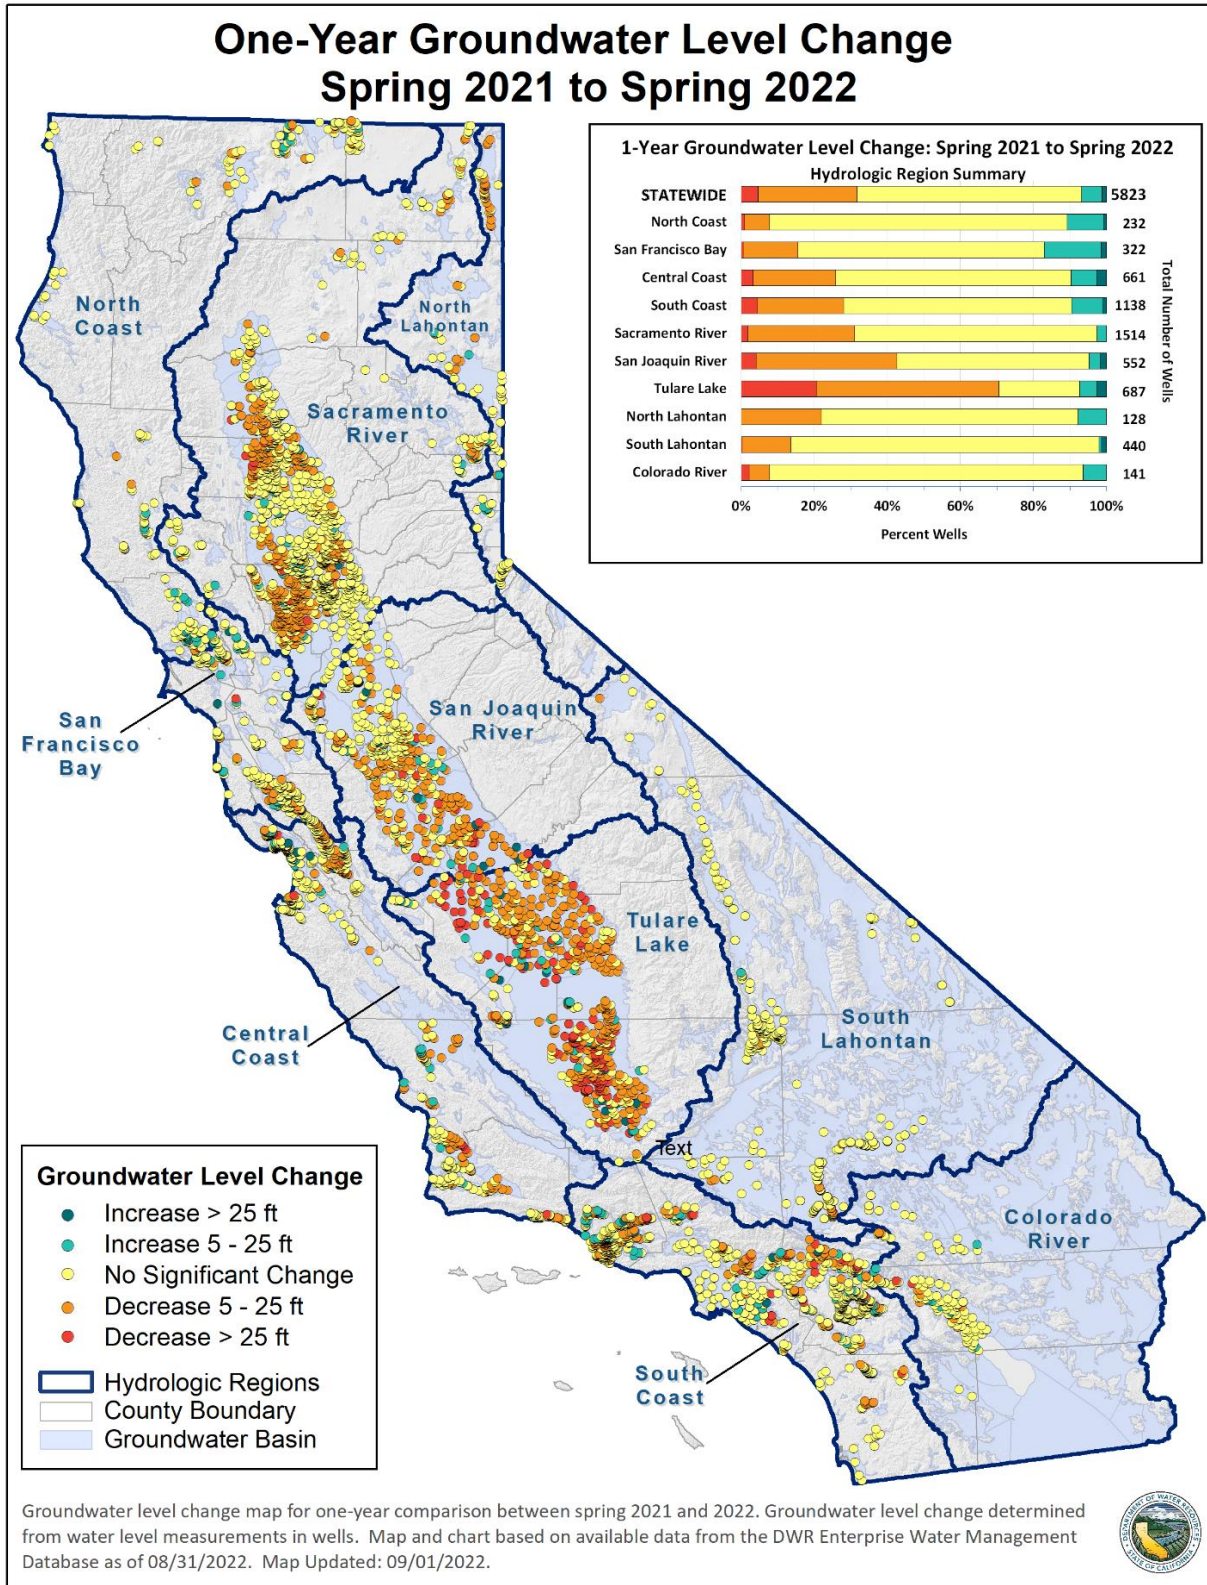 One-Year Groundwater Level Change
Spring 2021 to Spring 2022
1-Year Groundwater Level Change: Spring 2021 to Spring 2022
Hydrologic Region Summary
STATEWIDE 5823
North Coast 232
San Francisco Bay 322
Central Coast 661
South Coast 1138
Sacramento River 1514
San Joaquin River 552
Tulare Lake 687
North Lahontan 128
South Lahontan 440
Colorado River 141
Total Number of Wells
0% 20% 40% 60% 80% 100%
Percent Wells
North
Coast
North
Lahontan
Sacramento
River
San
Francisco
Bay
San Joaquin
River
Tulare
Lake
Central
Coast
South
Lahontan
Text
Colorado
River
South
Coast
Groundwater Level Change
Increase > 25 ft
Increase 5 - 25 ft
No Significant Change
Decrease 5 - 25 ft
Decrease > 25 ft
Hydrologic Regions
County Boundary
Groundwater Basin
Groundwater level change map for one-year comparison between spring 2021 and 2022. Groundwater level change determined
from water level measurements in wells. Map and chart based on available data from the DWR Enterprise Water Management
Database as of 08/31/2022. Map Updated: 09/01/2022.
DEPARTMENT OF WATER RESOURCES
STATE OF CALIFORNIA